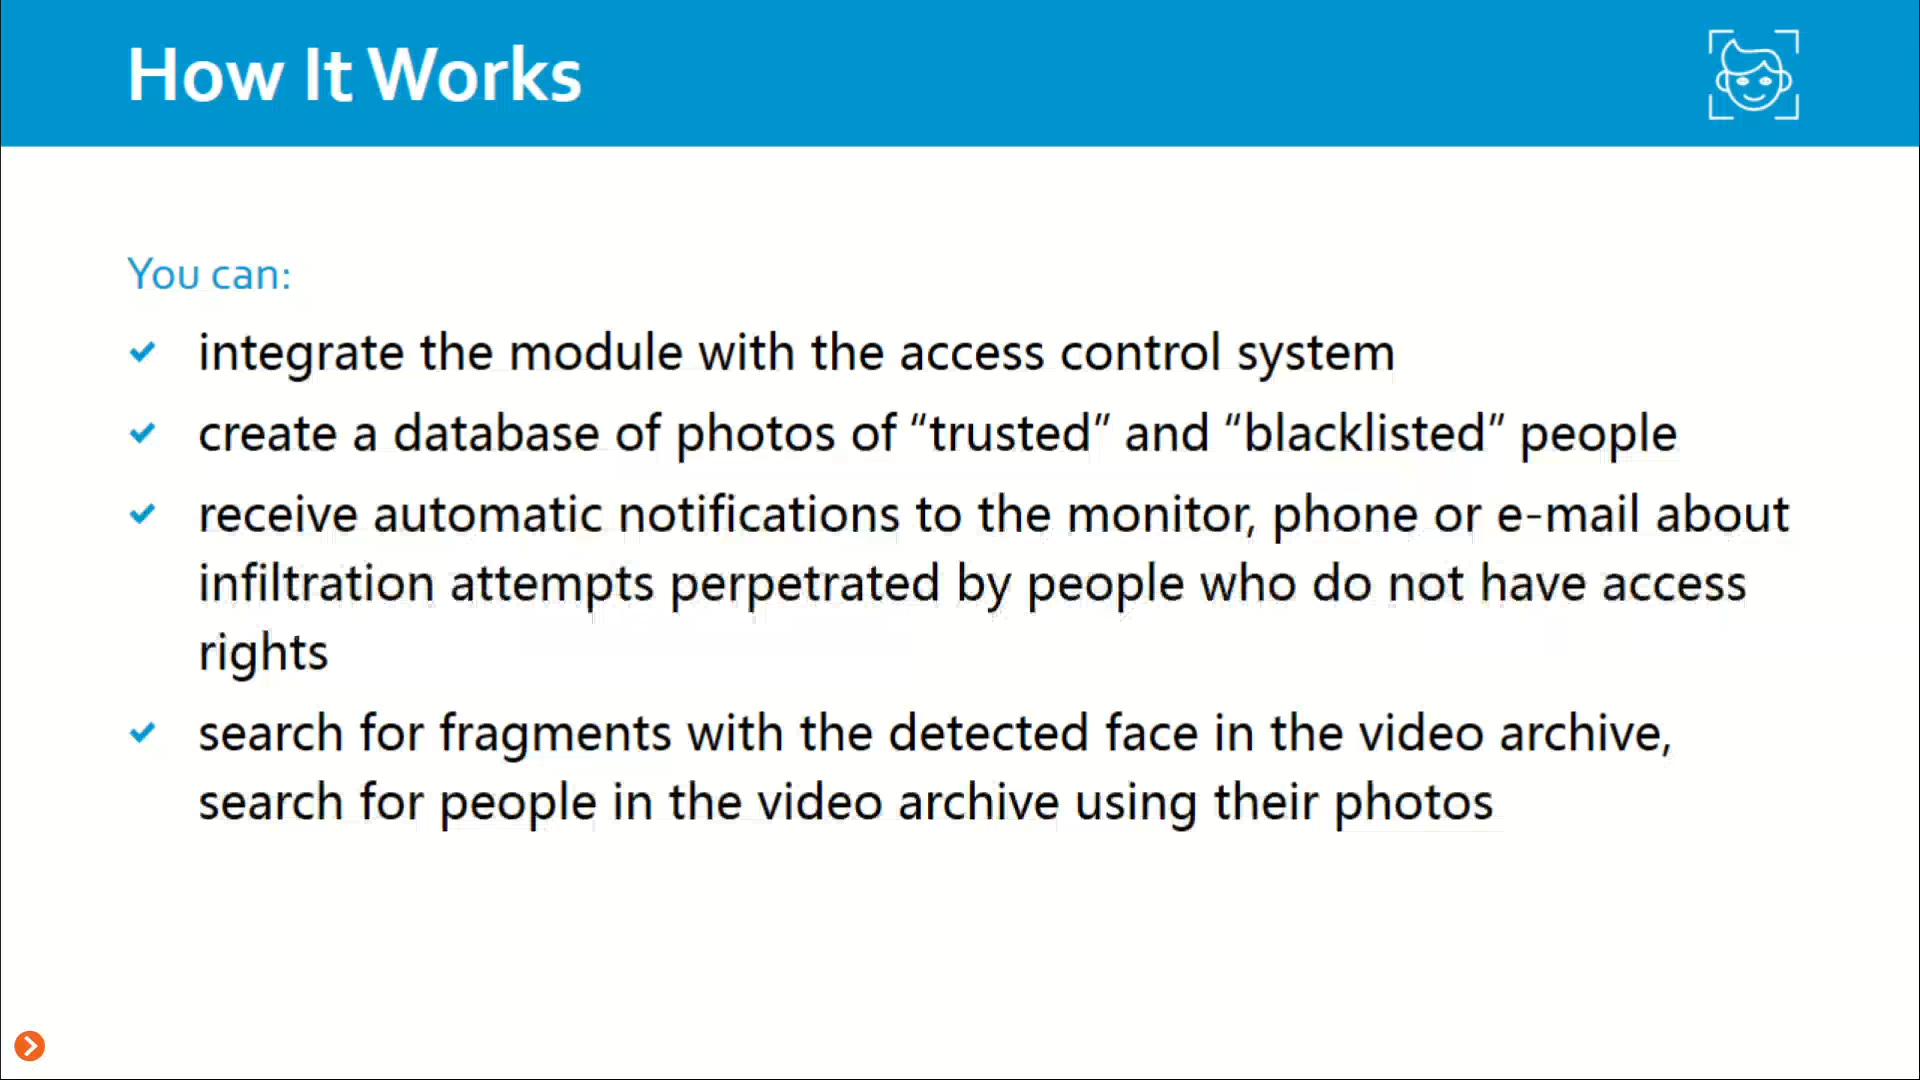 How It Works
You can:
integrate the module with the access control system
create a database of photos of “trusted” and “blacklisted” people
receive automatic notifications to the monitor, phone or e-mail about
infiltration attempts perpetrated by people who do not have access
rights
search for fragments with the detected face in the video archive,
search for people in the video archive using their photos